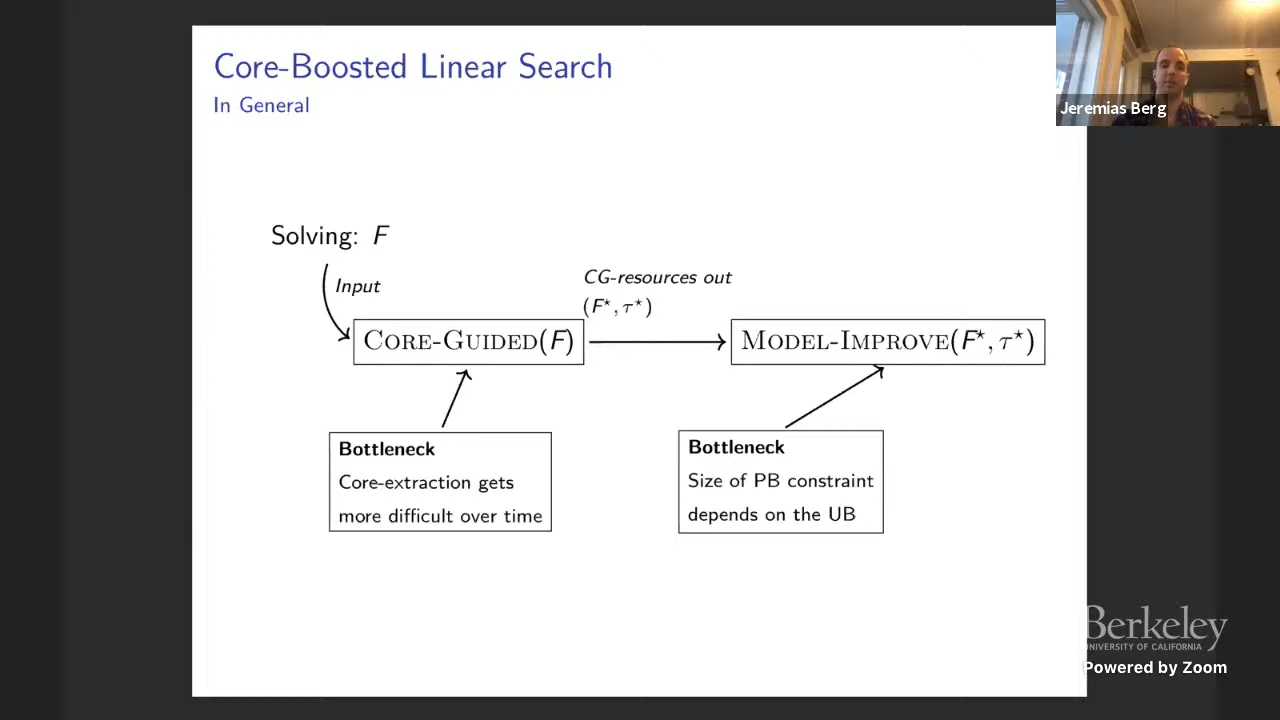 Core-Boosted Linear Search
In General
Jeremias Berg
Solving: F
Input
CG-resources out
(F*, τ*)
CORE-GUIDED(F)
MODEL-IMPROVE(F*, τ*)
Bottleneck
Core-extraction gets
more difficult over time
Bottleneck
Size of PB constraint
depends on the UB
Berkeley
UNIVERSITY OF CALIFORNIA
Powered by Zoom